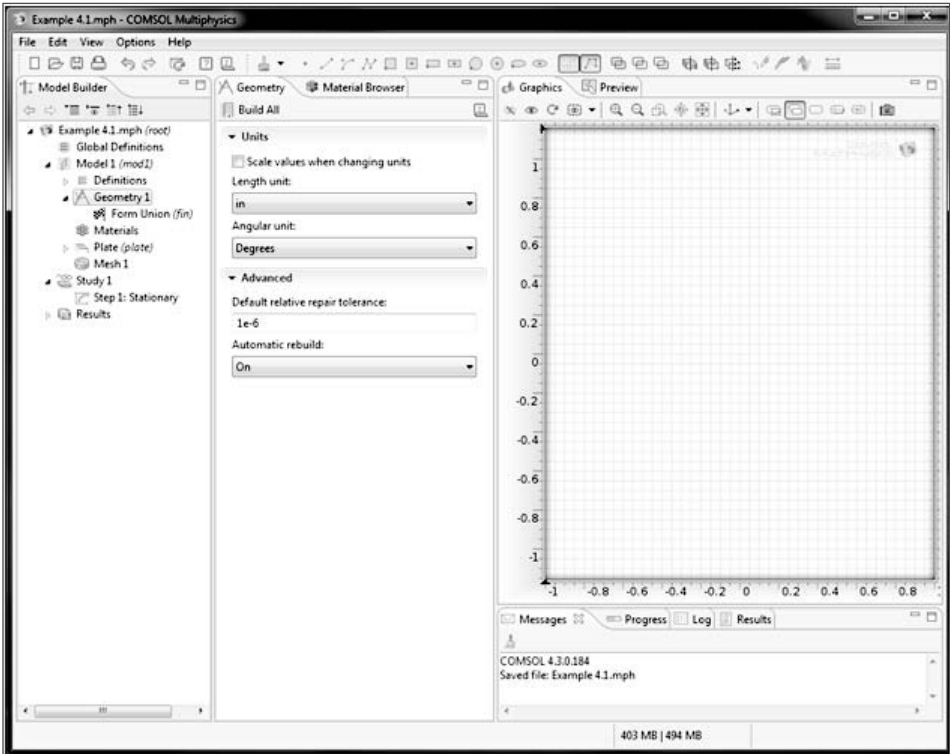 Example 4.1.mph - COMSOL Multiphysics
File Edit View Options Help
Model Builder
Example 4.1.mph (root)
Global Definitions
Model 1 (mod1)
Definitions
Geometry 1
Form Union (fin)
Materials
Plate (plate)
Mesh 1
Study 1
Step 1: Stationary
Results
Geometry Material Browser
Build All
Units
Scale values when changing units
Length unit:
in
Angular unit:
Degrees
Advanced
Default relative repair tolerance:
1e-6
Automatic rebuild:
On
Graphics Preview
1
0.8
0.6
0.4
0.2
0
-0.2
-0.4
-0.6
-0.8
-1
-1 -0.8 -0.6 -0.4 -0.2 0 0.2 0.4 0.6 0.8
Messages Progress Log Results
COMSOL 4.3.0.184
Saved file: Example 4.1.mph
403 MB | 494 MB